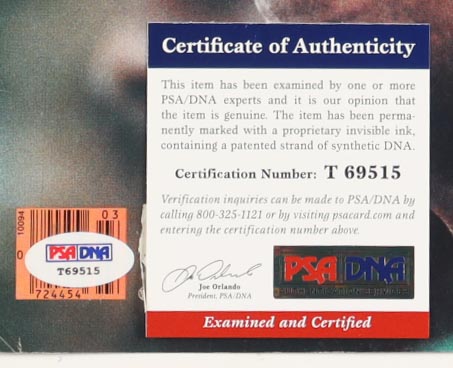 Certificate of Authenticity
This item has been examined by one or more
PSA/DNA experts and it is our opinion that
the item is genuine. The item has been perma-
nently marked with a proprietary invisible ink,
containing a patented strand of synthetic DNA.
Certification Number: T 69515
Verification inquiries can be made to PSA/DNA by
calling 800-325-1121 or by visiting psacard.com and
entering the certification number above.
Joe Orlando
President, PSA/DNA
PSA DNA
AUTHENTICATION SERVICES
Examined and Certified
10094
03
0
PSA DNA
T69515
724454